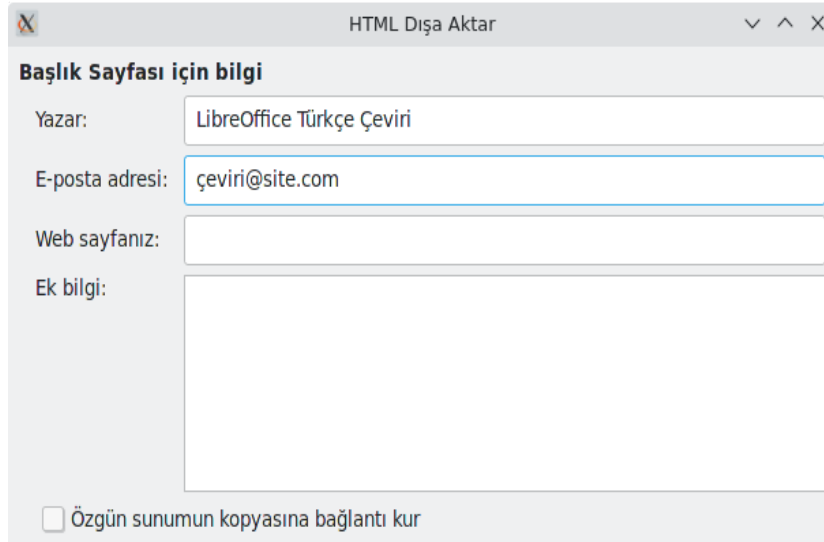 HTML Dışa Aktar
Başlık Sayfası için bilgi
Yazar: LibreOffice Türkçe Çeviri
E-posta adresi: çeviri@site.com
Web sayfanız:
Ek bilgi:
Özgün sunumun kopyasına bağlantı kur